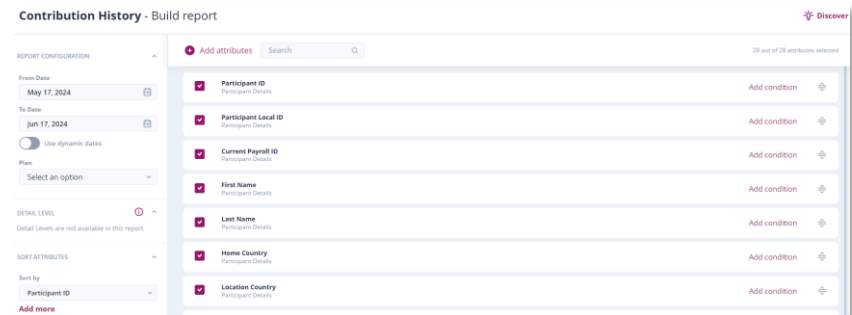 Contribution History - Build report
Discover
REPORT CONFIGURATION
From Date
May 17, 2024
To Date
Jun 17, 2024
Use dynamic dates
Plan
Select an option
DETAIL LEVEL
Detail Levels are not available in this report
SORT ATTRIBUTES
Sort by
Participant ID
Add more
Add attributes
Search
28 out of 28 attributes selected
Participant ID
Participant Details
Add condition
Participant Local ID
Participant Details
Add condition
Current Payroll ID
Participant Details
Add condition
First Name
Participant Details
Add condition
Last Name
Participant Details
Add condition
Home Country
Participant Details
Add condition
Location Country
Participant Details
Add condition